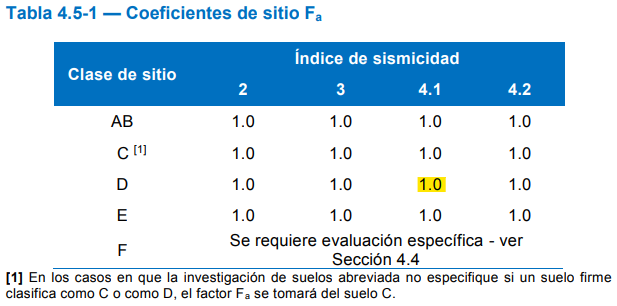 Tabla 4.5-1 — Coeficientes de sitio Fa
Clase de sitio
Índice de sismicidad
2 3 4.1 4.2
AB 1.0 1.0 1.0 1.0
C [1] 1.0 1.0 1.0 1.0
D 1.0 1.0 1.0 1.0
E 1.0 1.0 1.0 1.0
F Se requiere evaluación específica - ver
Sección 4.4
[1] En los casos en que la investigación de suelos abreviada no especifique si un suelo firme
clasifica como C o como D, el factor Fa se tomará del suelo C.